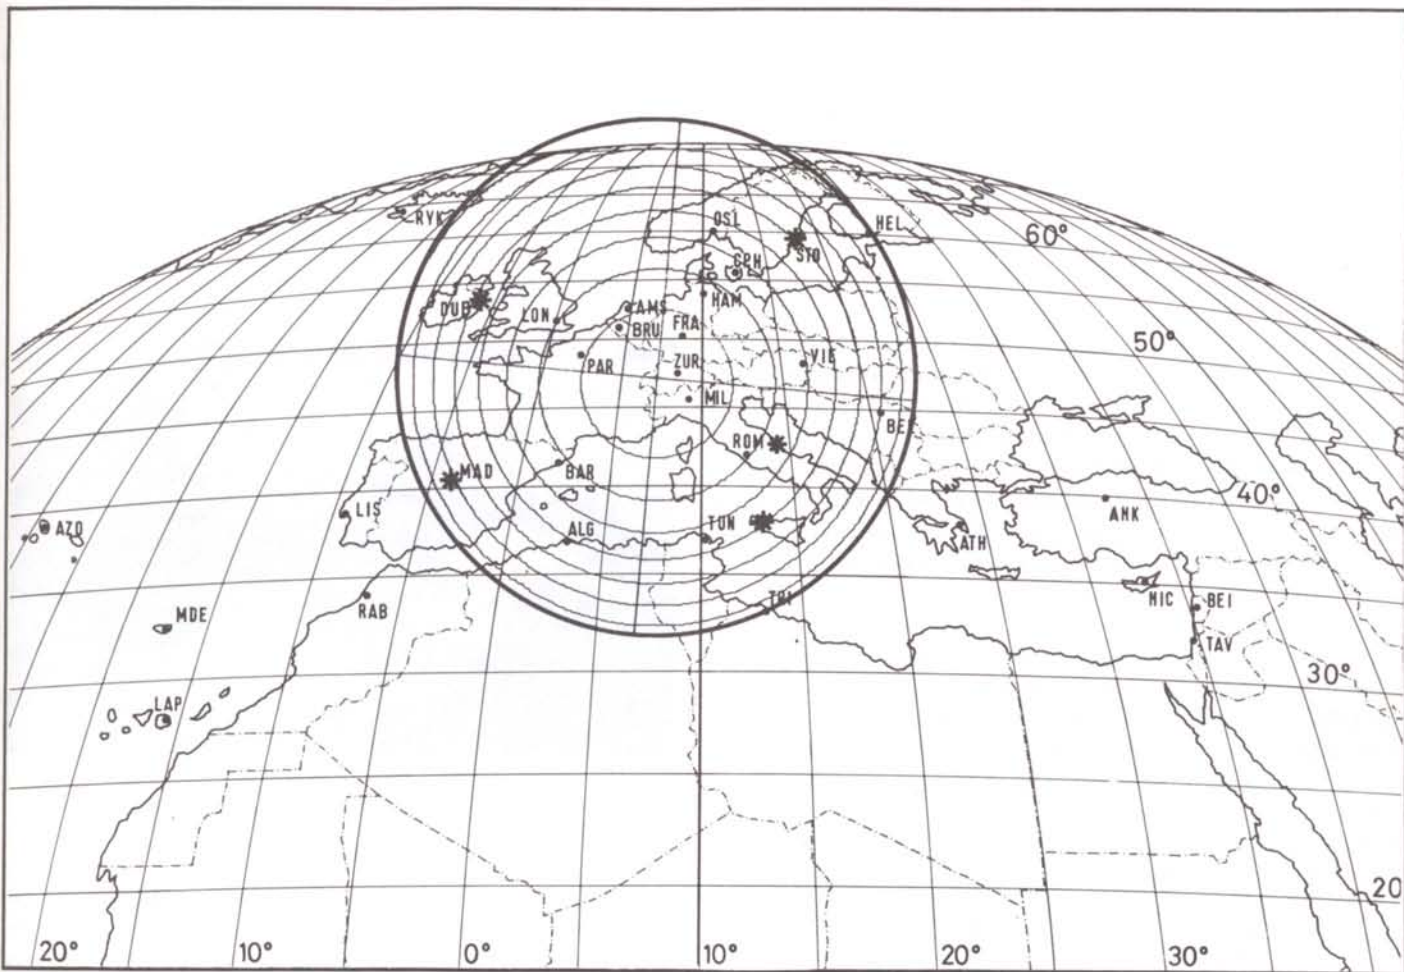 RYK
OSL
HEL
STO
60°
CPH
DUB
LON
AMS
HAM
BRU
FRA
50°
PAR
ZUR
VIE
MIL
BE
ROM
MAD
BAR
40°
LIS
AZO
ALG
TUN
ATH
ANK
RAB
TRI
NIC
BEI
MDE
TAV
30°
LAP
20
20°
10°
0°
10°
20°
30°